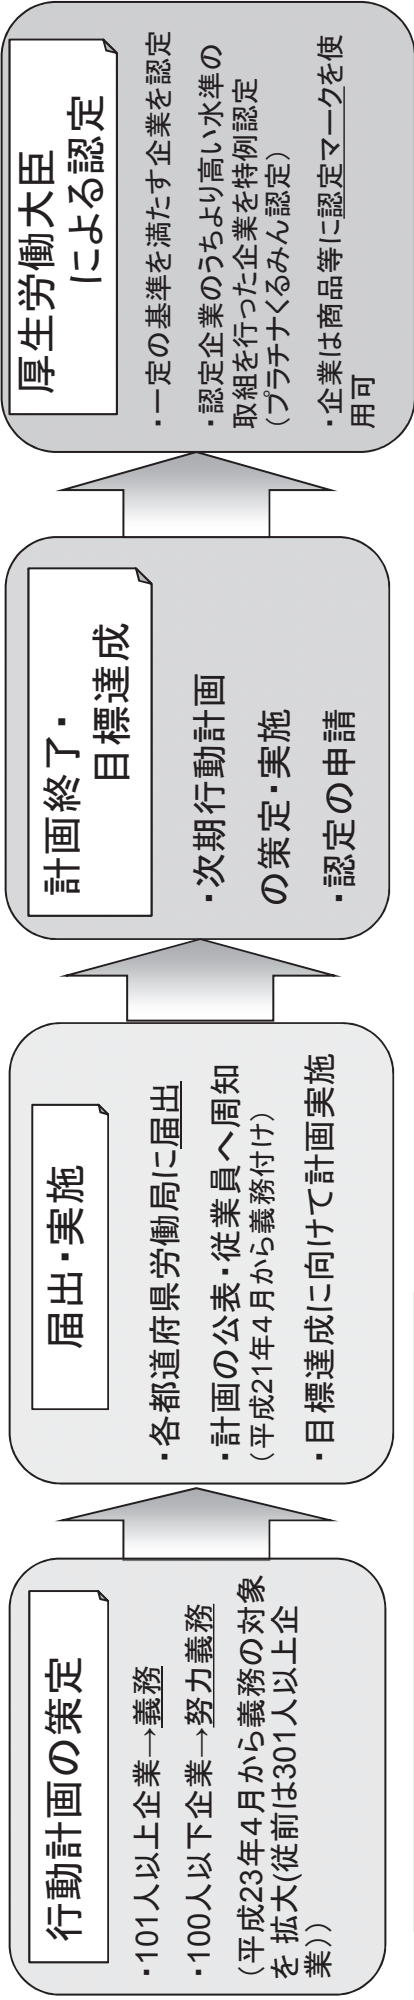 行動計画の策定
・101人以上企業→義務
・100人以下企業→努力義務
（平成23年4月から義務の対象
を 拡大(従前は301人以上企
業)）
届出・実施
・各都道府県労働局に届出
・計画の公表・従業員へ周知
（平成21年4月から義務付け）
・目標達成に向けて計画実施
計画終了・
目標達成
・次期行動計画
の策定・実施
・認定の申請
厚生労働大臣
による認定
・一定の基準を満たす企業を認定
・認定企業のうちより高い水準の
取組を行った企業を特例認定
（プラチナくるみん認定）
・企業は商品等に認定マークを使
用可